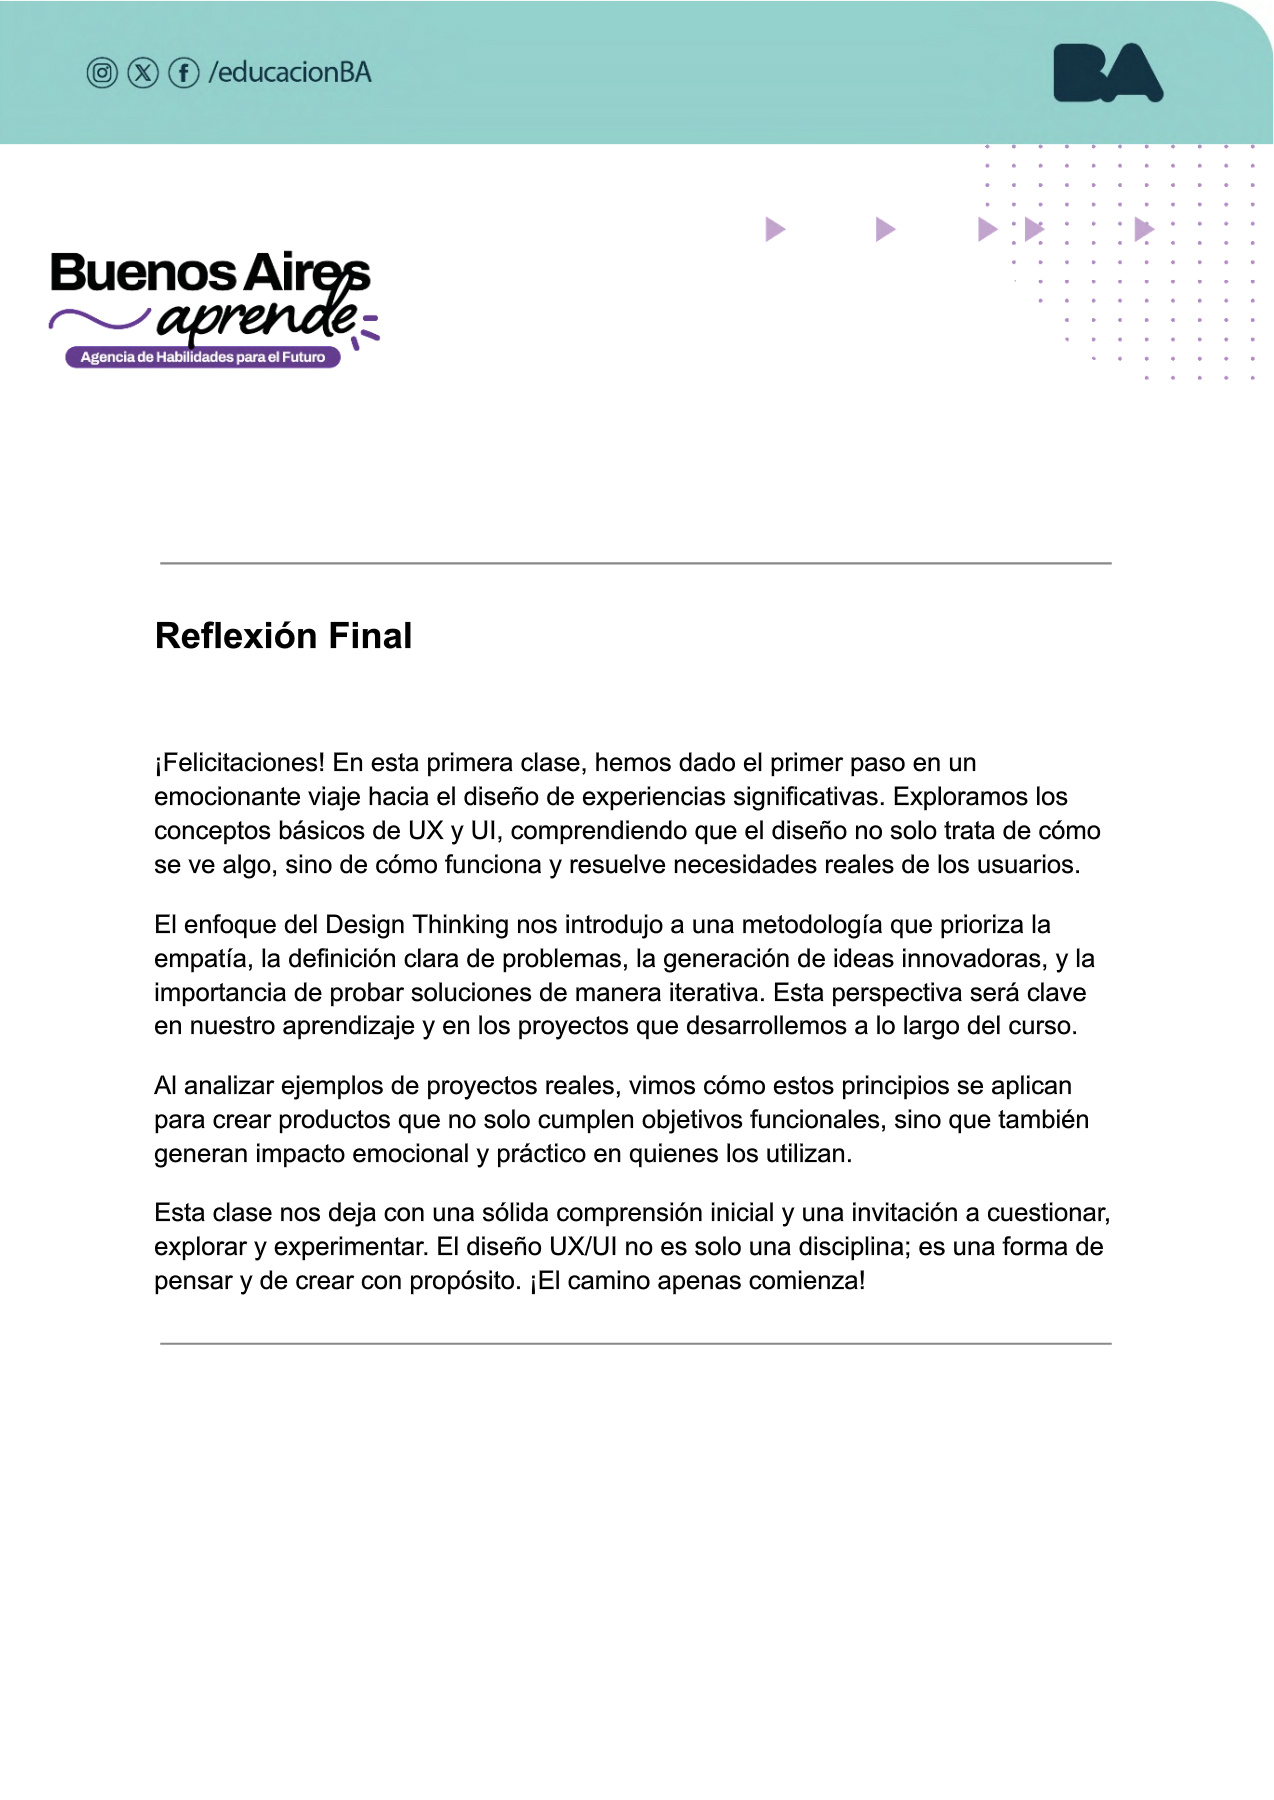 /educacionBA
BA
Buenos Aires
aprende
Agencia de Habilidades para el Futuro
Reflexión Final
¡Felicitaciones! En esta primera clase, hemos dado el primer paso en un
emocionante viaje hacia el diseño de experiencias significativas. Exploramos los
conceptos básicos de UX y UI, comprendiendo que el diseño no solo trata de cómo
se ve algo, sino de cómo funciona y resuelve necesidades reales de los usuarios.
El enfoque del Design Thinking nos introdujo a una metodología que prioriza la
empatía, la definición clara de problemas, la generación de ideas innovadoras, y la
importancia de probar soluciones de manera iterativa. Esta perspectiva será clave
en nuestro aprendizaje y en los proyectos que desarrollemos a lo largo del curso.
Al analizar ejemplos de proyectos reales, vimos cómo estos principios se aplican
para crear productos que no solo cumplen objetivos funcionales, sino que también
generan impacto emocional y práctico en quienes los utilizan.
Esta clase nos deja con una sólida comprensión inicial y una invitación a cuestionar,
explorar y experimentar. El diseño UX/UI no es solo una disciplina; es una forma de
pensar y de crear con propósito. ¡El camino apenas comienza!